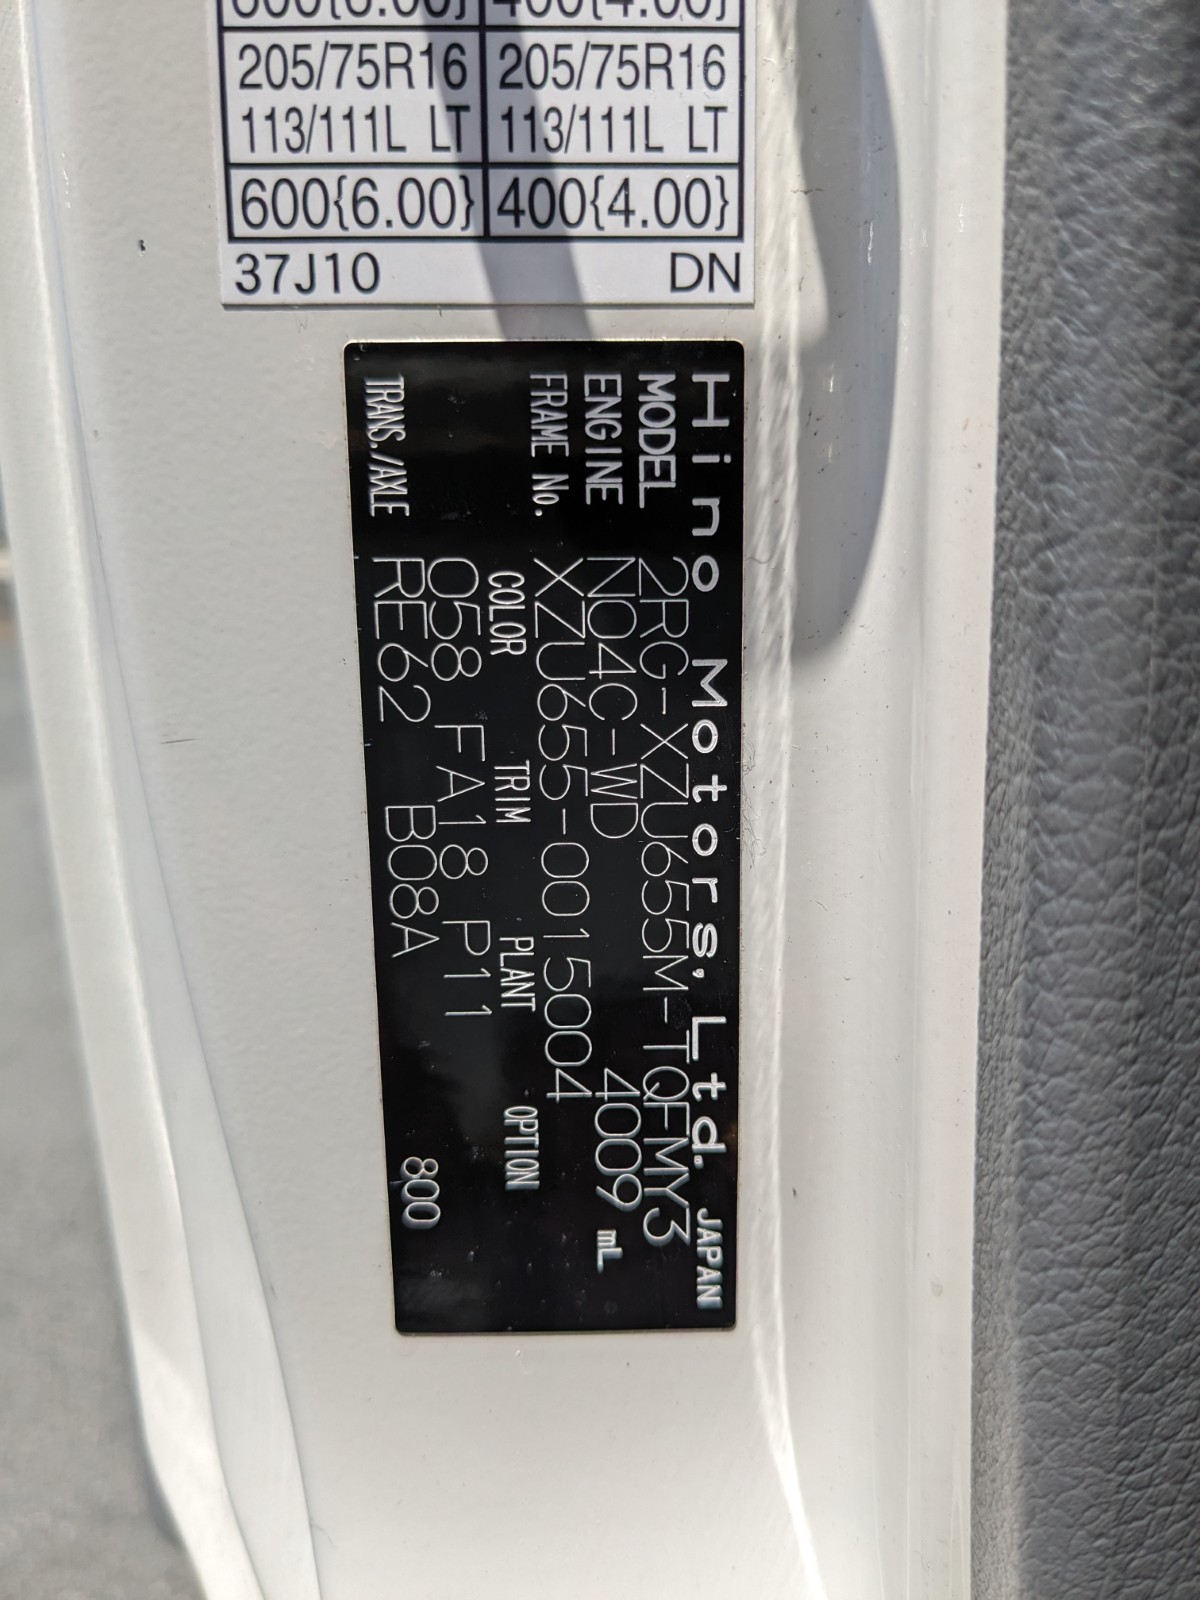 600{6.00} 400{4.00}
205/75R16 205/75R16
113/111L LT 113/111L LT
600{6.00} 400{4.00}
37J10 DN
Hino Motors, Ltd. JAPAN
MODEL 2RG-XZU655M-TQFMY3
ENGINE N04C-WD 4009 mL
FRAME No. XZU655-0015004
COLOR TRIM PLANT OPTION
058 FA18 P11 800
TRANS./AXLE RE62 B08A